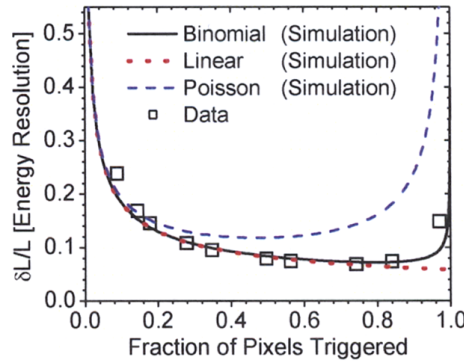 Binomial (Simulation)
Linear (Simulation)
Poisson (Simulation)
Data
δL/L [Energy Resolution]
0.5
0.4
0.3
0.2
0.1
0.0
0.0 0.2 0.4 0.6 0.8 1.0
Fraction of Pixels Triggered